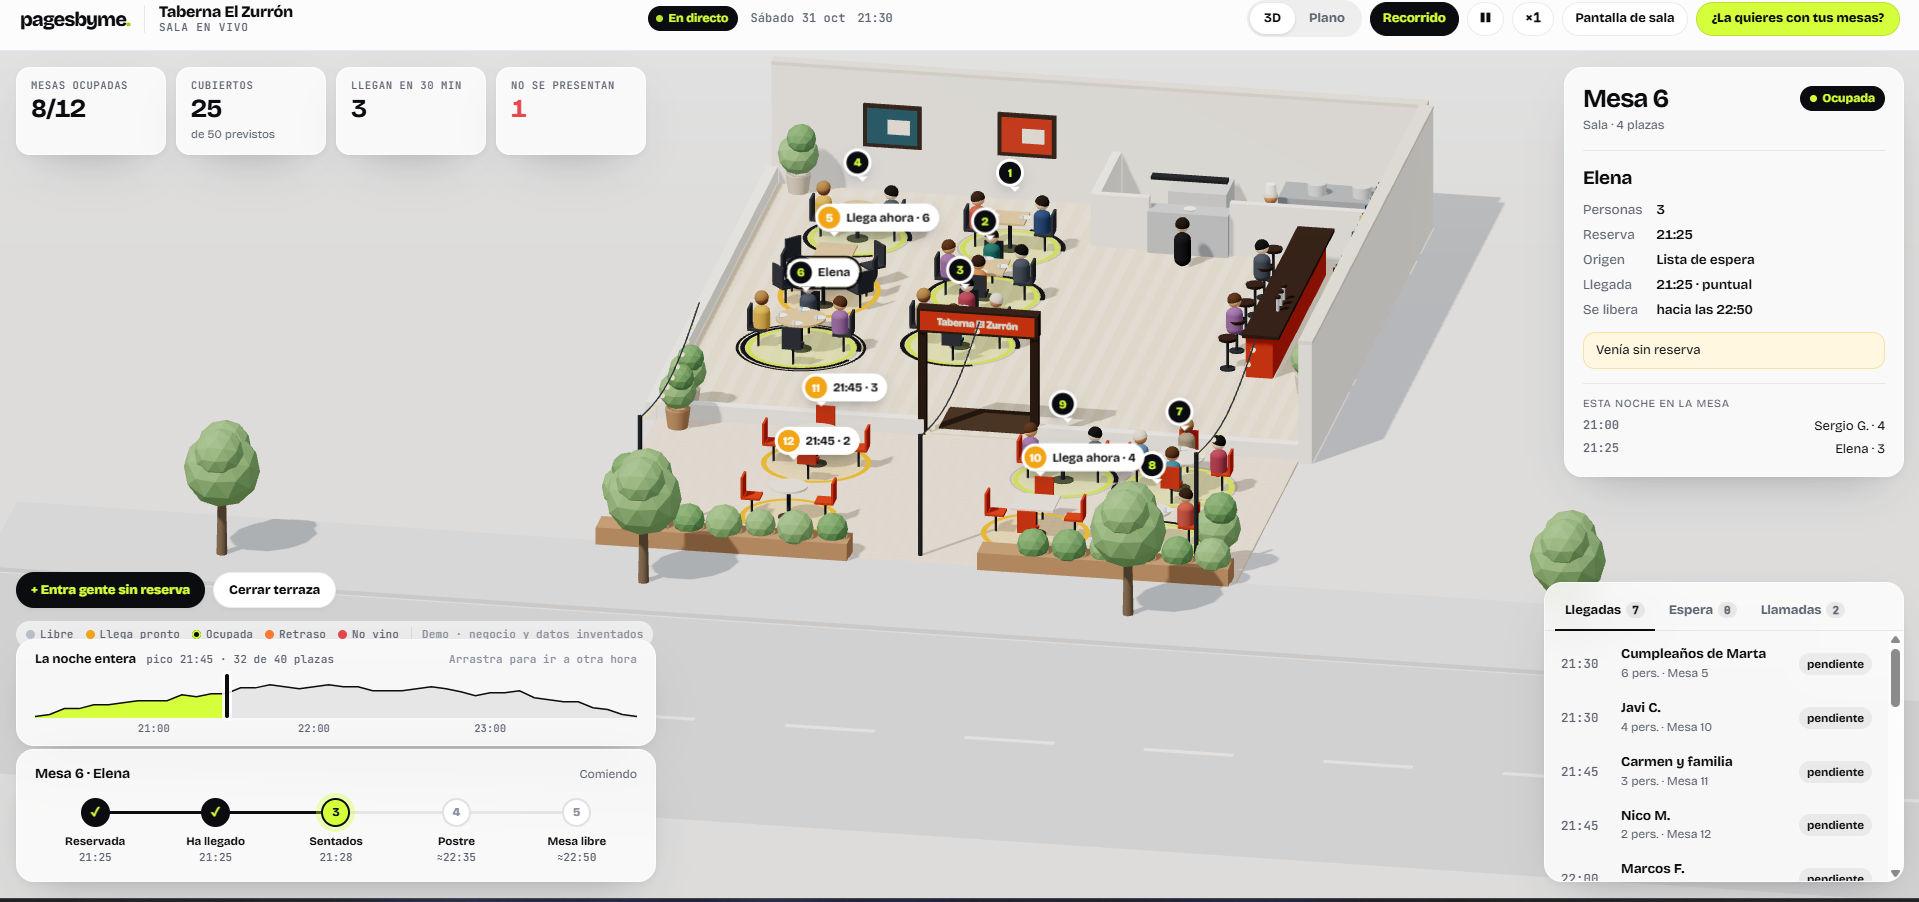 pagesbyme.
Taberna El Zurrón
SALA EN VIVO
En directo
Sábado 31 oct 21:30
3D
Plano
Recorrido
×1
Pantalla de sala
¿La quieres con tus mesas?
MESAS OCUPADAS
8/12
CUBIERTOS
25
de 50 previstos
LLEGAN EN 30 MIN
3
NO SE PRESENTAN
1
4
1
5 Llega ahora · 6
2
6 Elena
3
Taberna El Zurrón
11 21:45 · 3
9
7
12 21:45 · 2
10 Llega ahora · 4
8
Mesa 6
Ocupada
Sala · 4 plazas
Elena
Personas 3
Reserva 21:25
Origen Lista de espera
Llegada 21:25 · puntual
Se libera hacia las 22:50
Venía sin reserva
ESTA NOCHE EN LA MESA
21:00 Sergio G. · 4
21:25 Elena · 3
+ Entra gente sin reserva
Cerrar terraza
Libre
Llega pronto
Ocupada
Retraso
No vino
Demo · negocio y datos inventados
La noche entera pico 21:45 · 32 de 40 plazas
Arrastra para ir a otra hora
21:00 22:00 23:00
Mesa 6 · Elena
Comiendo
✓ ✓ 3 4 5
Reservada Ha llegado Sentados Postre Mesa libre
21:25 21:25 21:28 ≈22:35 ≈22:50
Llegadas 7
Espera 0
Llamadas 2
21:30 Cumpleaños de Marta pendiente
6 pers. · Mesa 5
21:30 Javi C. pendiente
4 pers. · Mesa 10
21:45 Carmen y familia pendiente
3 pers. · Mesa 11
21:45 Nico M. pendiente
2 pers. · Mesa 12
22:00 Marcos F. pendiente